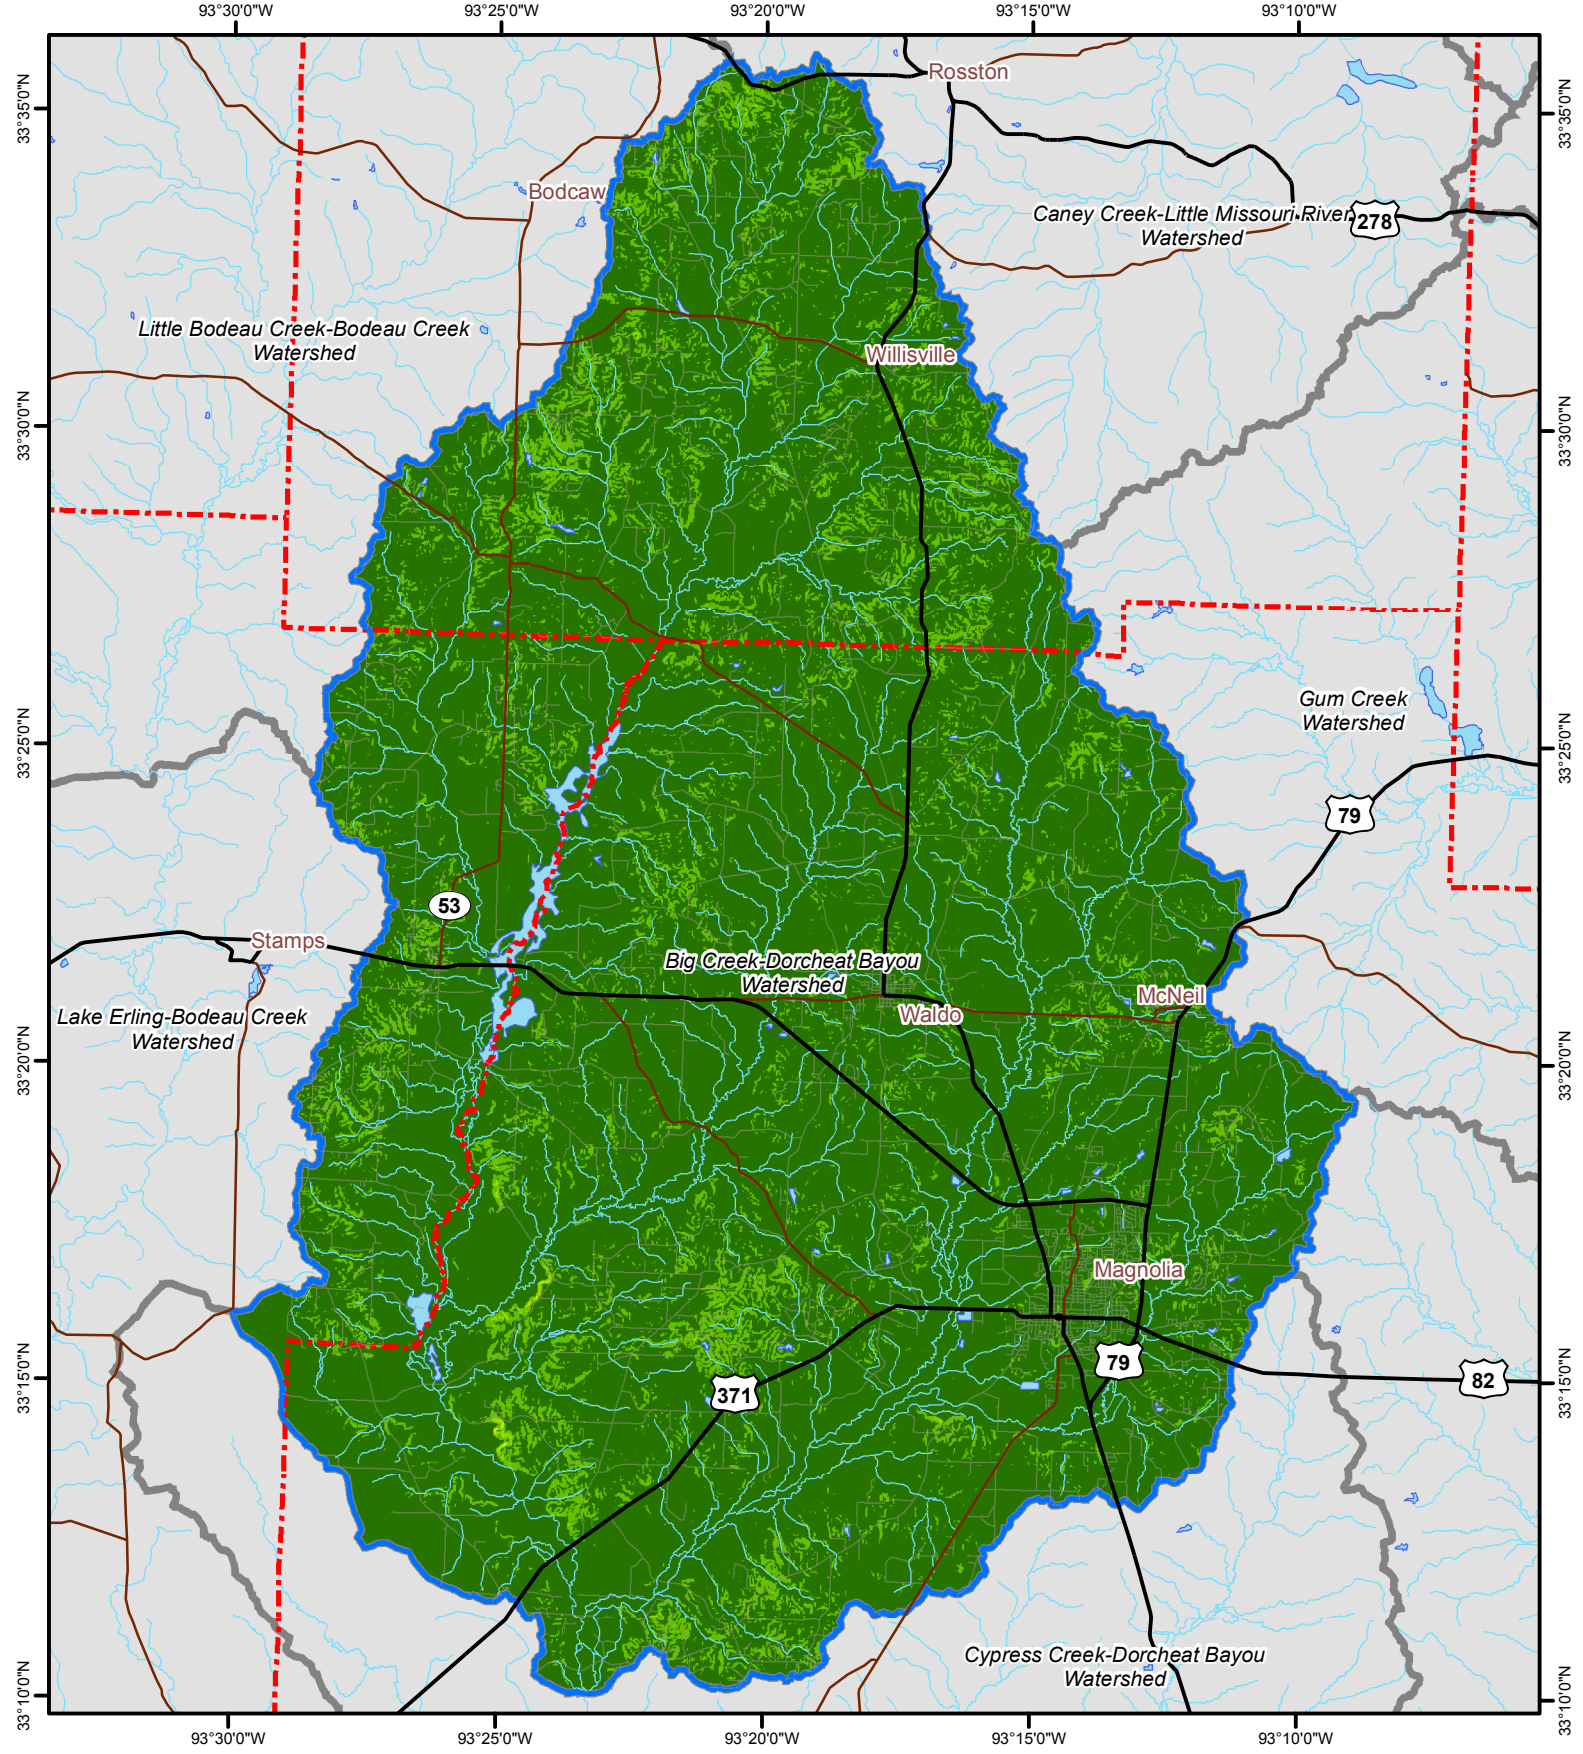 93°30'0"W
93°25'0"W
93°20'0"W
93°15'0"W
93°10'0"W
33°35'0"N
33°35'0"N
Rosston
Bodcaw
Caney Creek-Little Missouri River
Watershed
278
Little Bodeau Creek-Bodeau Creek
Watershed
Willisville
33°30'0"N
33°30'0"N
Gum Creek
Watershed
33°25'0"N
33°25'0"N
79
53
Stamps
Big Creek-Dorcheat Bayou
Watershed
McNeil
Waldo
Lake Erling-Bodeau Creek
Watershed
33°20'0"N
33°20'0"N
Magnolia
79
371
82
33°15'0"N
33°15'0"N
Cypress Creek-Dorcheat Bayou
Watershed
33°10'0"N
33°10'0"N
93°30'0"W
93°25'0"W
93°20'0"W
93°15'0"W
93°10'0"W